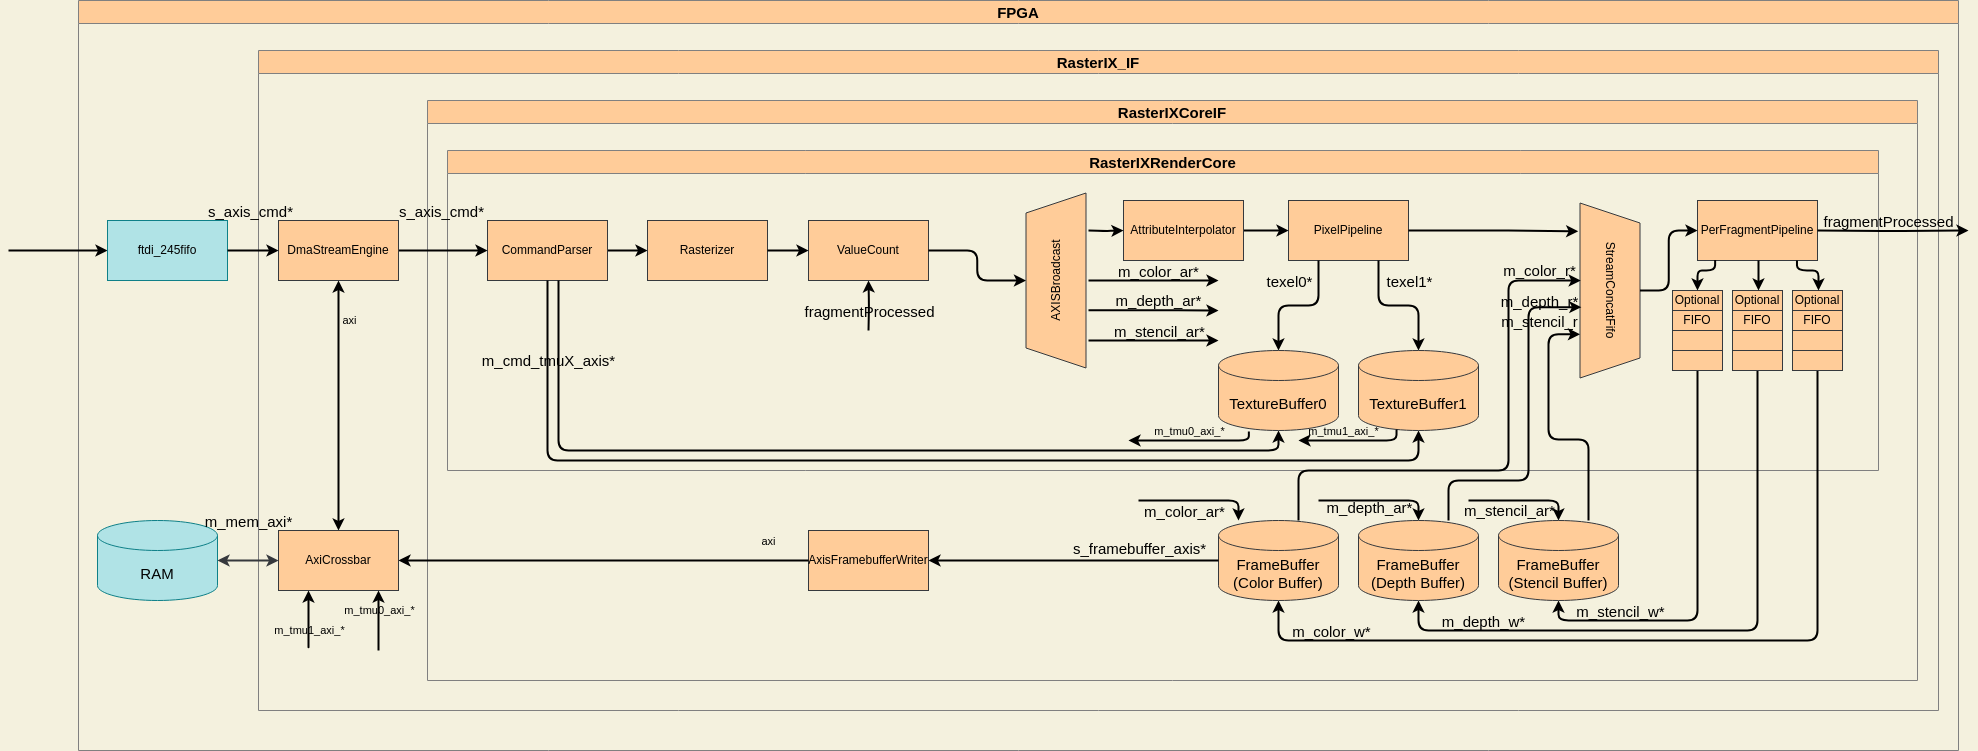 FPGA
RasterIX_IF
RasterIXCoreIF
RasterIXRenderCore
s_axis_cmd*
s_axis_cmd*
ftdi_245fifo
DmaStreamEngine
CommandParser
Rasterizer
ValueCount
AXISBroadcast
AttributeInterpolator
PixelPipeline
StreamConcatFifo
PerFragmentPipeline
fragmentProcessed
m_color_ar*
m_depth_ar*
m_stencil_ar*
texel0*
texel1*
m_color_r*
m_depth_r*
m_stencil_r
Optional
FIFO
Optional
FIFO
Optional
FIFO
axi
fragmentProcessed
m_cmd_tmuX_axis*
TextureBuffer0
TextureBuffer1
m_tmu0_axi_*
m_tmu1_axi_*
m_mem_axi*
RAM
AxiCrossbar
axi
AxisFramebufferWriter
s_framebuffer_axis*
m_color_ar*
m_depth_ar*
m_stencil_ar*
FrameBuffer
(Color Buffer)
FrameBuffer
(Depth Buffer)
FrameBuffer
(Stencil Buffer)
m_tmu0_axi_*
m_tmu1_axi_*
m_stencil_w*
m_depth_w*
m_color_w*